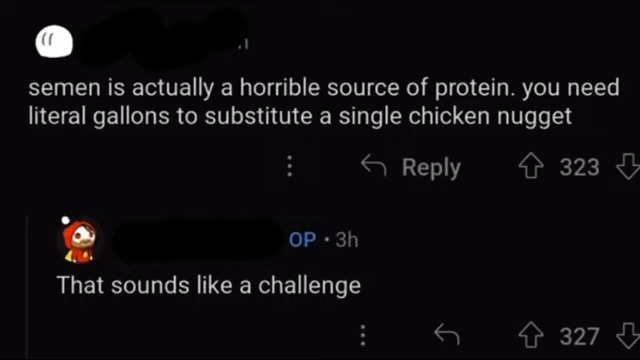 semen is actually a horrible source of protein. you need
literal gallons to substitute a single chicken nugget
Reply 323
OP · 3h
That sounds like a challenge
327